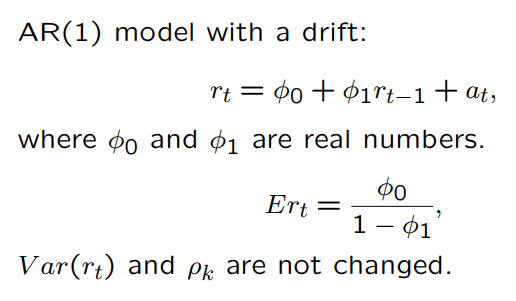 AR(1) model with a drift:
r_t = ϕ_0 + ϕ_1 r_{t−1} + a_t,
where ϕ_0 and ϕ_1 are real numbers.
Er_t = \frac{ϕ_0}{1 − ϕ_1},
Var(r_t) and ρ_k are not changed.